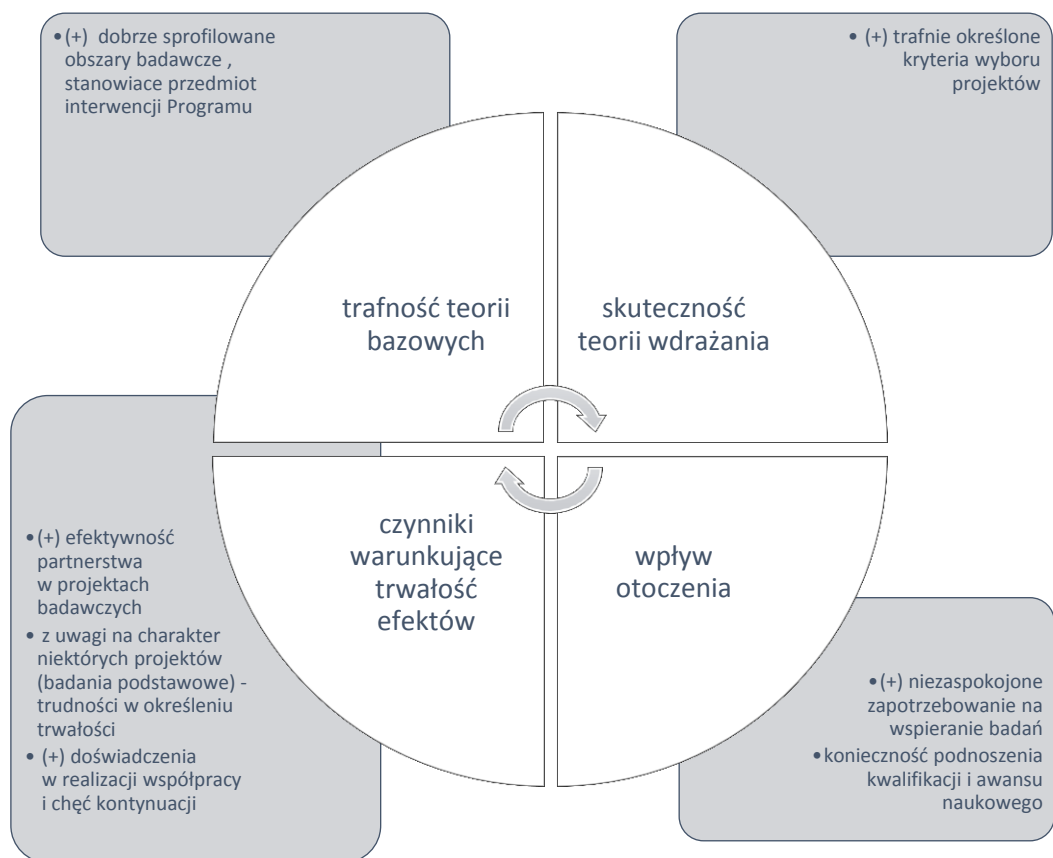 •(+) dobrze sprofilowane
obszary badawcze ,
stanowiace przedmiot
interwencji Programu
• (+) trafnie określone
kryteria wyboru
projektów
trafność teorii
bazowych
skuteczność
teorii wdrażania
•(+) efektywność
partnerstwa
w projektach
badawczych
• z uwagi na charakter
niektórych projektów
(badania podstawowe) -
trudności w określeniu
trwałości
• (+) doświadczenia
w realizacji współpracy
i chęć kontynuacji
czynniki
warunkujące
trwałość
efektów
wpływ
otoczenia
•(+) niezaspokojone
zapotrzebowanie na
wspieranie badań
•konieczność podnoszenia
kwalifikacji i awansu
naukowego